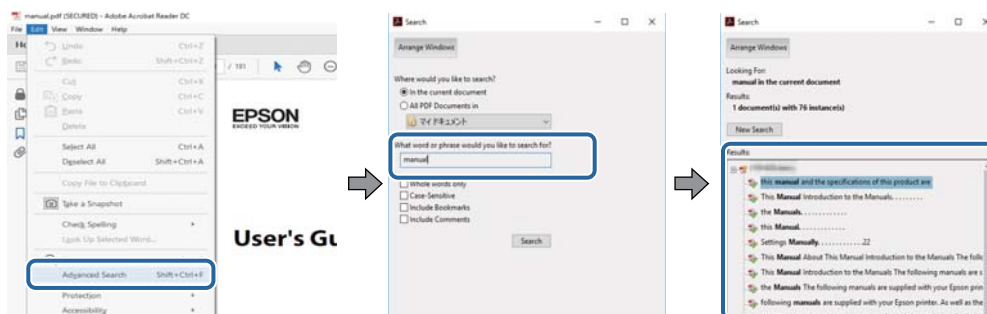 manual.pdf (SECURED) - Adobe Acrobat Reader DC
File Edit View Window Help
Undo Ctrl+Z
Redo Shift+Ctrl+Z
Cut Ctrl+X
Copy Ctrl+C
Paste Ctrl+V
Delete
Select All Ctrl+A
Deselect All Shift+Ctrl+A
Copy File to Clipboard
Take a Snapshot
Check Spelling
Look Up Selected Word...
Advanced Search Shift+Ctrl+F
Protection
Accessibility
/ 191
EPSON
EXCEED YOUR VISION
User's Gu
Search
Arrange Windows
Where would you like to search?
In the current document
All PDF Documents in
マイ ドキュメント
What word or phrase would you like to search for?
manual
Whole words only
Case-Sensitive
Include Bookmarks
Include Comments
Search
Search
Arrange Windows
Looking For:
manual in the current document
Results:
1 document(s) with 76 instance(s)
New Search
Results:
this manual and the specifications of this product are
This Manual Introduction to the Manuals. . . . . . . . .
the Manuals. . . . . . . . . . . . .
this Manual. . . . . . . . . . . . .
Settings Manually. . . . . . . . . . . . .22
This Manual About This Manual Introduction to the Manuals The follo
This Manual Introduction to the Manuals The following manuals are s
the Manuals The following manuals are supplied with your Epson prin
following manuals are supplied with your Epson printer. As well as the